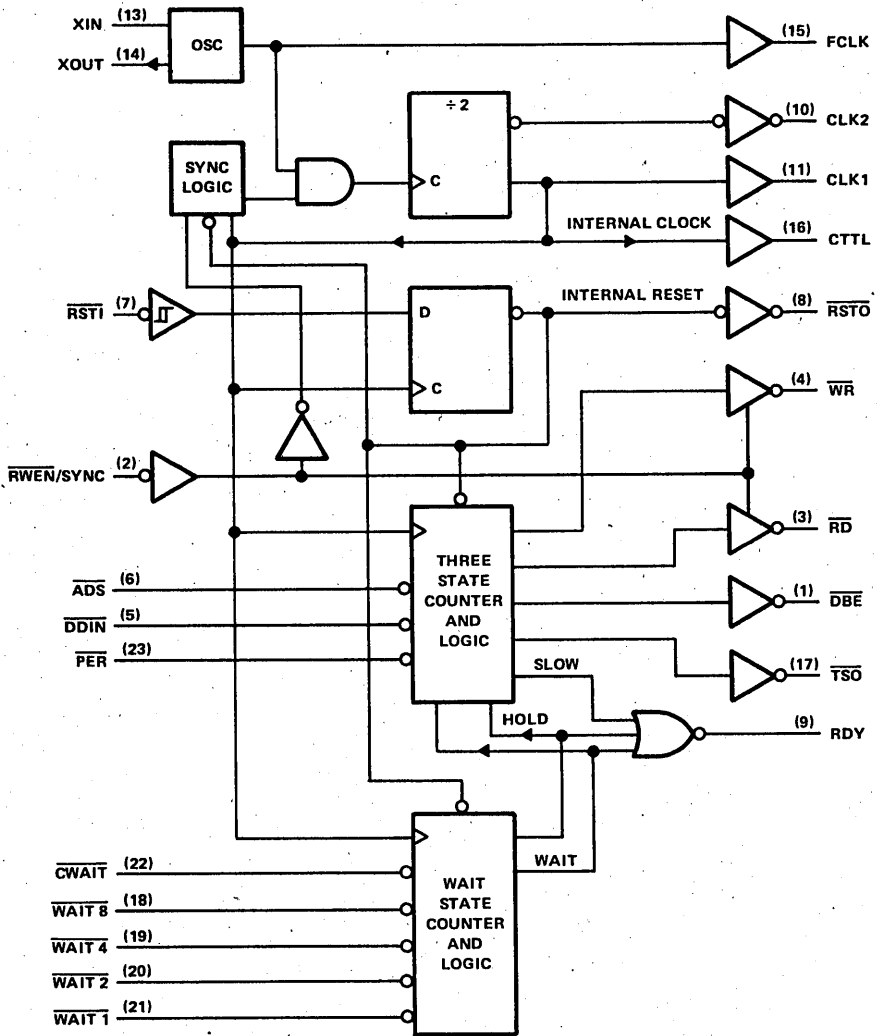 XIN (13)
XOUT (14)
OSC
(15) FCLK
÷ 2
(10) CLK2
SYNC
LOGIC
C
(11) CLK1
INTERNAL CLOCK
(16) CTTL
RSTI (7)
D
INTERNAL RESET
(8) RSTO
C
(4) WR
RWEN/SYNC (2)
(3) RD
THREE
STATE
COUNTER
AND
LOGIC
ADS (6)
DDIN (5)
PER (23)
(1) DBE
(17) TSO
SLOW
HOLD
(9) RDY
WAIT
CWAIT (22)
WAIT 8 (18)
WAIT 4 (19)
WAIT 2 (20)
WAIT 1 (21)
WAIT
STATE
COUNTER
AND
LOGIC